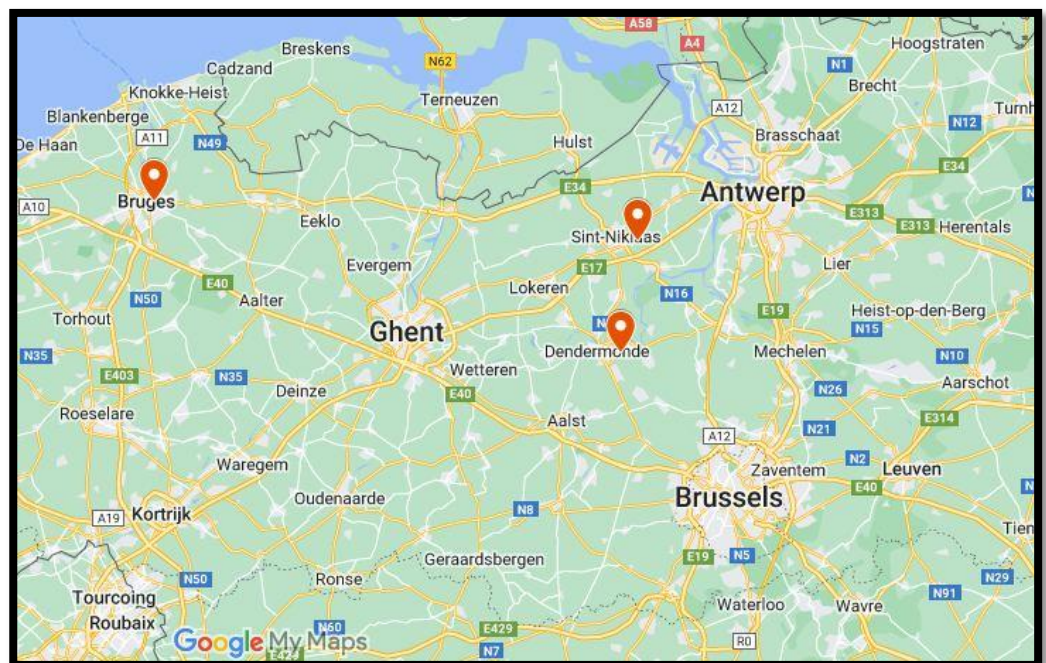 A58
Breskens
A4
Hoogstraten
Cadzand
N62
N1
Knokke-Heist
Terneuzen
A12
Brecht
Blankenberge
Turnh
De Haan
A11
N49
Hulst
Brasschaat
N12
E34
E34
Bruges
A10
Antwerp
Eeklo
Sint-Niklaas
E313
E313
Herentals
Evergem
E17
Lier
E40
Lokeren
N16
N50
Aalter
E19
Heist-op-den-Berg
Torhout
Ghent
N15
Dendermonde
Mechelen
N35
Wetteren
N10
E403
N35
Deinze
E40
N26
Aarschot
Roeselare
Aalst
E314
A12
N21
Waregem
Zaventem
N2
Leuven
Oudenaarde
Brussels
E40
A19
Kortrijk
N8
Tien
E19
N5
Geraardsbergen
N50
Ronse
N29
Tourcoing
N91
Roubaix
Waterloo
Wavre
N60
E429
Google My Maps
R0
E429
N7